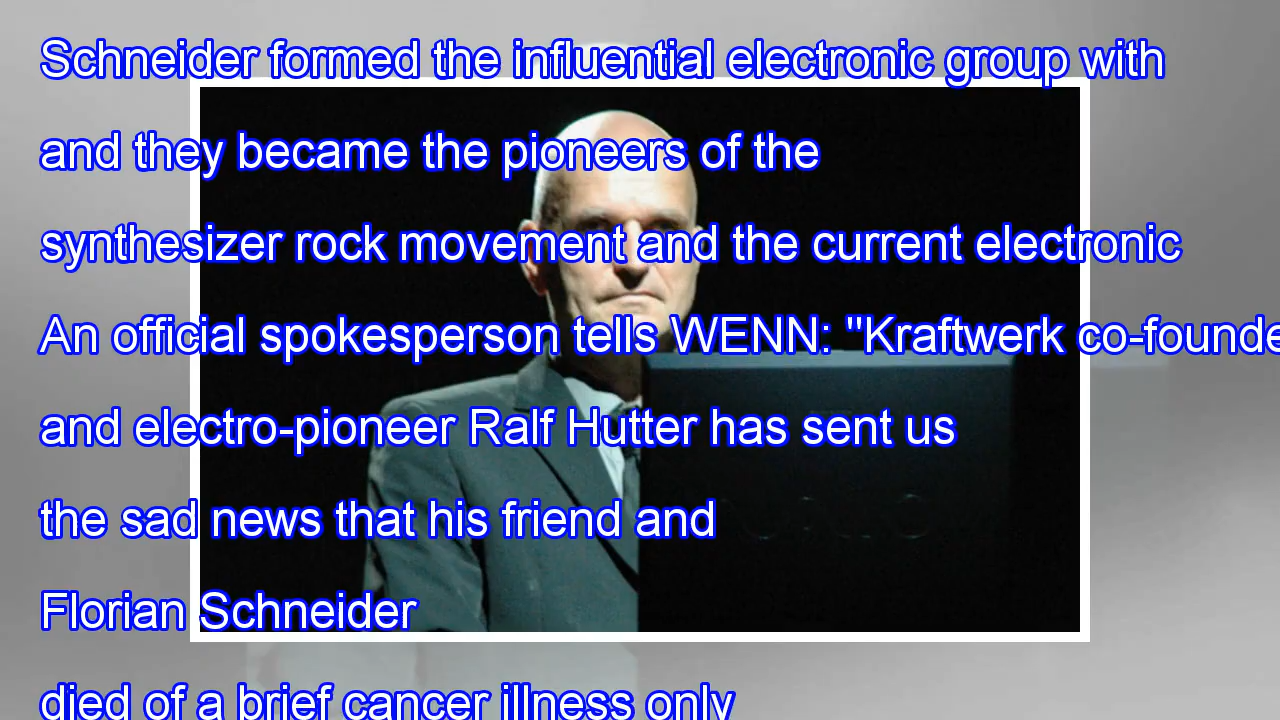 Schneider formed the influential electronic group with
and they became the pioneers of the
synthesizer rock movement and the current electronic
An official spokesperson tells WENN: "Kraftwerk co-founde
and electro-pioneer Ralf Hutter has sent us
the sad news that his friend and
Florian Schneider
died of a brief cancer illness only